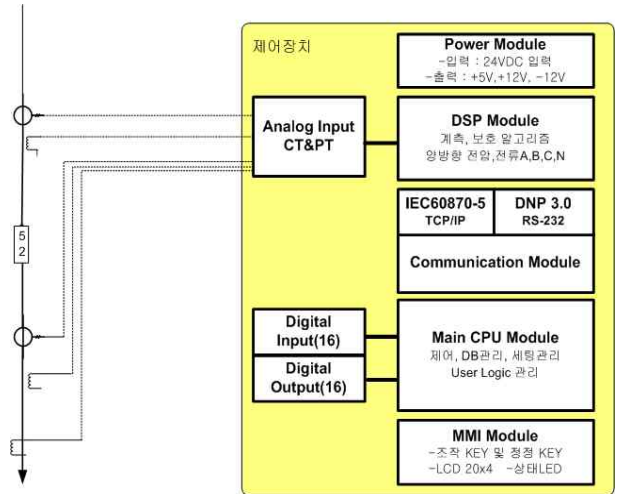 제어장치
Power Module
-입력 : 24VDC 입력
-출력 : +5V,+12V, -12V
Analog Input
CT&PT
DSP Module
계측, 보호 알고리즘
양방향 전압,전류A,B,C,N
IEC60870-5
TCP/IP
DNP 3.0
RS-232
Communication Module
5
2
Digital
Input(16)
Digital
Output(16)
Main CPU Module
제어, DB관리, 세팅관리
User Logic 관리
MMI Module
-조작 KEY 및 정정 KEY
-LCD 20x4 -상태LED